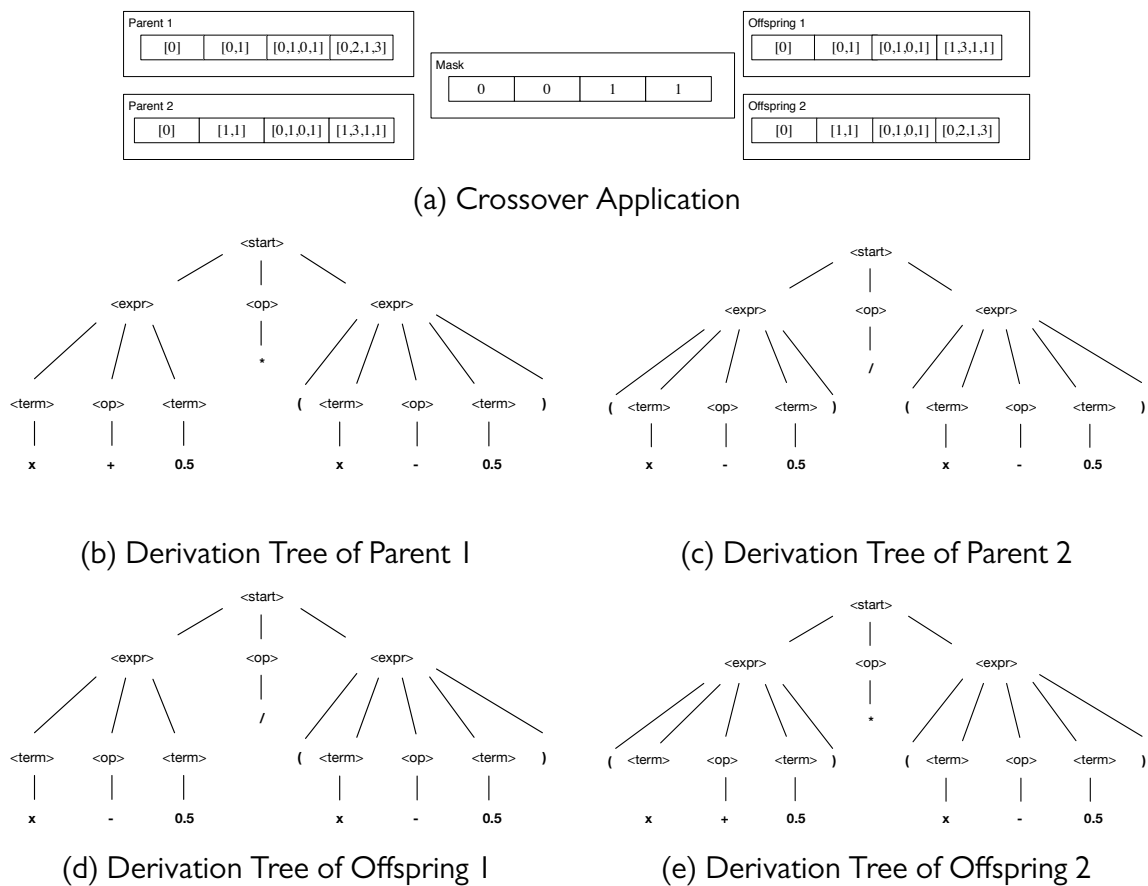 Parent 1
[0] [0,1] [0,1,0,1] [0,2,1,3]
Parent 2
[0] [1,1] [0,1,0,1] [1,3,1,1]
Mask
0 0 1 1
Offspring 1
[0] [0,1] [0,1,0,1] [1,3,1,1]
Offspring 2
[0] [1,1] [0,1,0,1] [0,2,1,3]
(a) Crossover Application
<start>
<expr> <op> <expr>
*
<term> <op> <term> ( <term> <op> <term> )
x + 0.5 x - 0.5
(b) Derivation Tree of Parent 1
<start>
<expr> <op> <expr>
/
( <term> <op> <term> ) ( <term> <op> <term> )
x - 0.5 x - 0.5
(c) Derivation Tree of Parent 2
<start>
<expr> <op> <expr>
/
<term> <op> <term> ( <term> <op> <term> )
x - 0.5 x - 0.5
(d) Derivation Tree of Offspring 1
<start>
<expr> <op> <expr>
*
( <term> <op> <term> ) ( <term> <op> <term> )
x + 0.5 x - 0.5
(e) Derivation Tree of Offspring 2